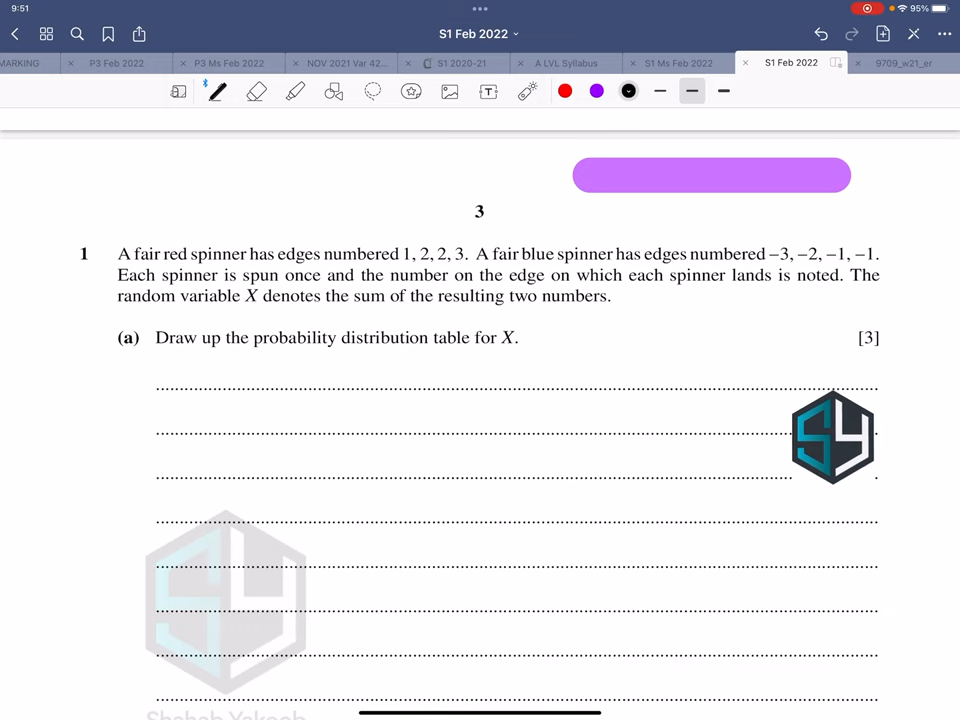 9:51
95%
S1 Feb 2022
MARKING
P3 Feb 2022
P3 Ms Feb 2022
NOV 2021 Var 42...
S1 2020-21
A LVL Syllabus
S1 Ms Feb 2022
S1 Feb 2022
9709_w21_er
3
1 A fair red spinner has edges numbered 1, 2, 2, 3. A fair blue spinner has edges numbered −3, −2, −1, −1.
Each spinner is spun once and the number on the edge on which each spinner lands is noted. The
random variable X denotes the sum of the resulting two numbers.
(a) Draw up the probability distribution table for X. [3]
SY
SY
Shahab Yakoob